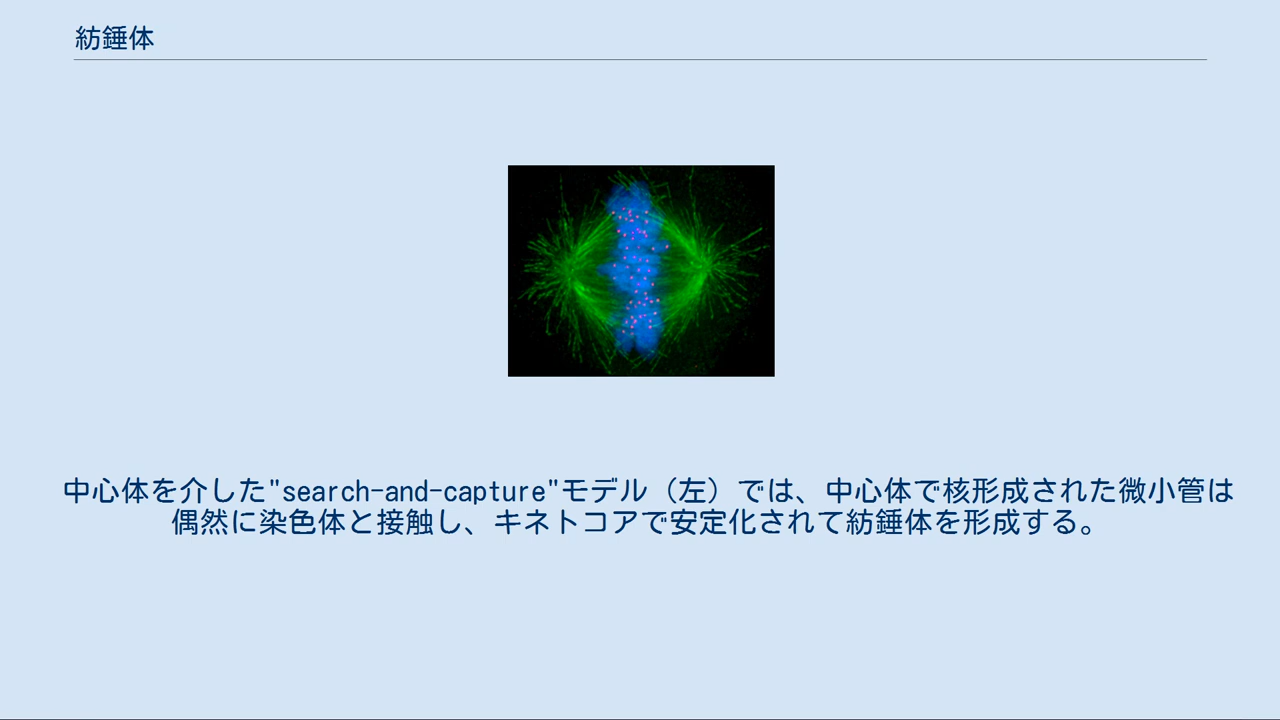 紡錘体
中心体を介した"search-and-capture"モデル（左）では、中心体で核形成された微小管は
偶然に染色体と接触し、キネトコアで安定化されて紡錘体を形成する。